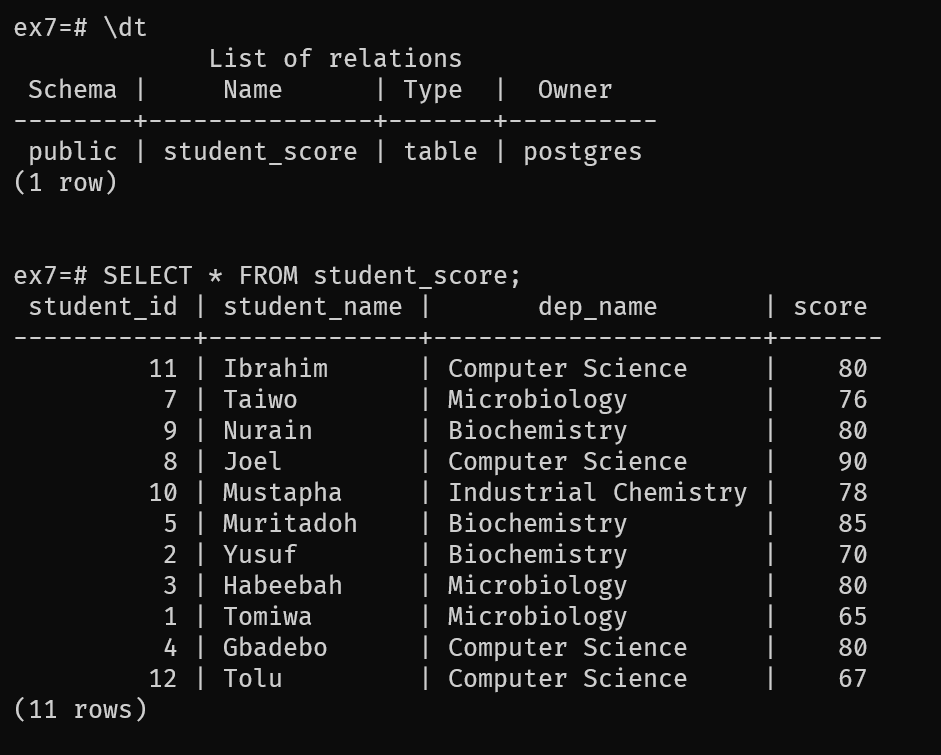 ex7=# \dt
             List of relations
 Schema |     Name      | Type  |  Owner
--------+---------------+-------+----------
 public | student_score | table | postgres
(1 row)

ex7=# SELECT * FROM student_score;
 student_id | student_name |       dep_name       | score
------------+--------------+----------------------+-------
         11 | Ibrahim      | Computer Science     |    80
          7 | Taiwo        | Microbiology         |    76
          9 | Nurain       | Biochemistry         |    80
          8 | Joel         | Computer Science     |    90
         10 | Mustapha     | Industrial Chemistry |    78
          5 | Muritadoh    | Biochemistry         |    85
          2 | Yusuf        | Biochemistry         |    70
          3 | Habeebah     | Microbiology         |    80
          1 | Tomiwa       | Microbiology         |    65
          4 | Gbadebo      | Computer Science     |    80
         12 | Tolu         | Computer Science     |    67
(11 rows)